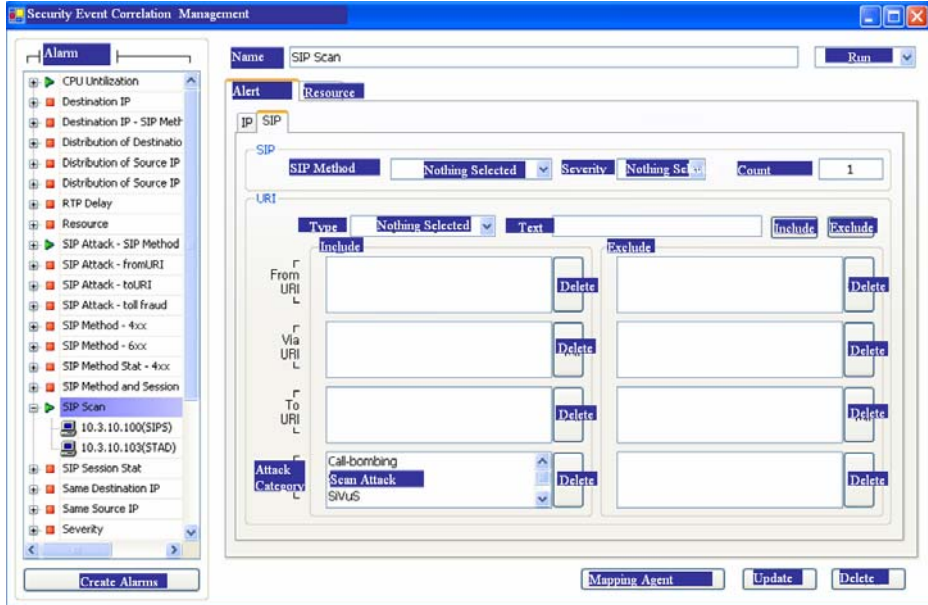 Security Event Correlation Management
Alarm
CPU Untilization
Destination IP
Destination IP - SIP Meth
Distribution of Destinatio
Distribution of Source IP
Distribution of Source IP
RTP Delay
Resource
SIP Attack - SIP Method
SIP Attack - fromURI
SIP Attack - toURI
SIP Attack - toll fraud
SIP Method - 4xx
SIP Method - 6xx
SIP Method Stat - 4xx
SIP Method and Session
SIP Scan
10.3.10.100(SIPS)
10.3.10.103(STAD)
SIP Session Stat
Same Destination IP
Same Source IP
Severity
Create Alarms
Name SIP Scan Run
Alert Resource
IP SIP
SIP
SIP Method Nothing Selected Severity Nothing Sel Count 1
URI
Type Nothing Selected Text Include Exclude
Include Exclude
From URI Delete Delete
Via URI Delete Delete
To URI Delete Delete
Attack Category
Call-bombing
Scan Attack
SiVuS
Delete Delete
Mapping Agent Update Delete